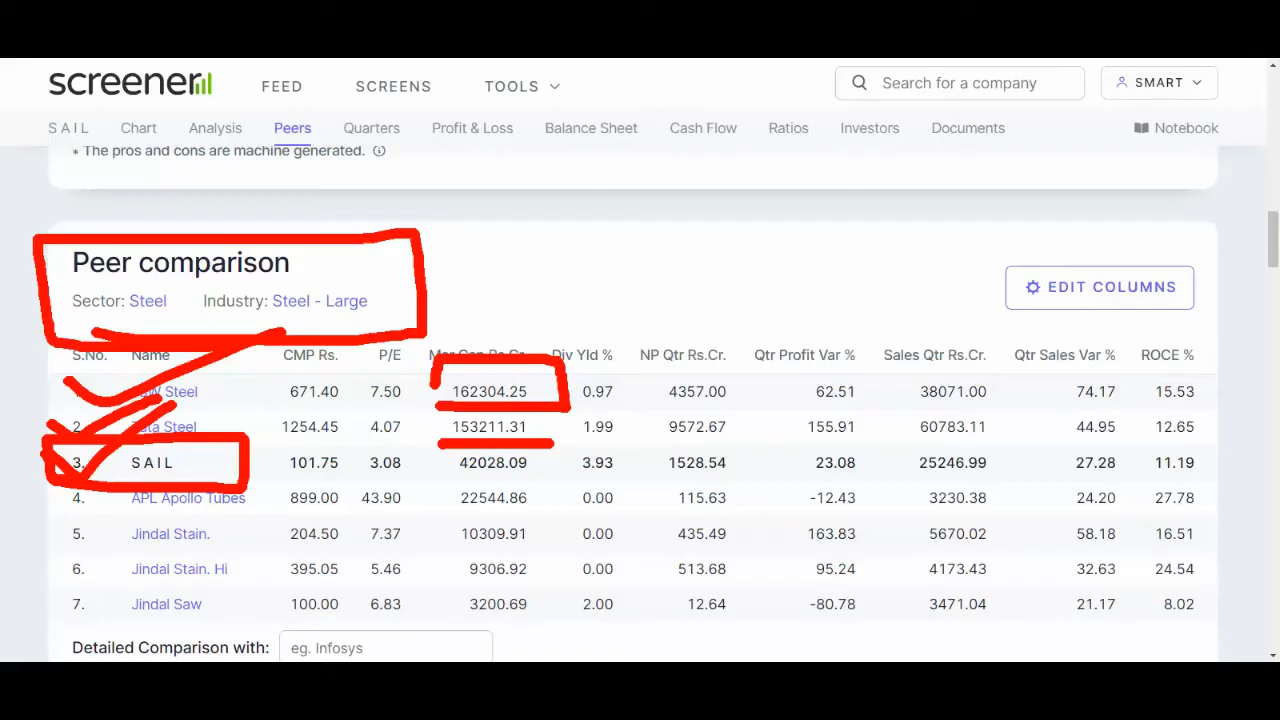 screener FEED SCREENS TOOLS Search for a company SMART
S A I L Chart Analysis Peers Quarters Profit & Loss Balance Sheet Cash Flow Ratios Investors Documents Notebook
* The pros and cons are machine generated.
Peer comparison
Sector: Steel Industry: Steel - Large
EDIT COLUMNS
S.No. Name CMP Rs. P/E Mar Cap Rs.Cr. Div Yld % NP Qtr Rs.Cr. Qtr Profit Var % Sales Qtr Rs.Cr. Qtr Sales Var % ROCE %
Steel 671.40 7.50 162304.25 0.97 4357.00 62.51 38071.00 74.17 15.53
2. Tata Steel 1254.45 4.07 153211.31 1.99 9572.67 155.91 60783.11 44.95 12.65
3. S A I L 101.75 3.08 42028.09 3.93 1528.54 23.08 25246.99 27.28 11.19
4. APL Apollo Tubes 899.00 43.90 22544.86 0.00 115.63 -12.43 3230.38 24.20 27.78
5. Jindal Stain. 204.50 7.37 10309.91 0.00 435.49 163.83 5670.02 58.18 16.51
6. Jindal Stain. Hi 395.05 5.46 9306.92 0.00 513.68 95.24 4173.43 32.63 24.54
7. Jindal Saw 100.00 6.83 3200.69 2.00 12.64 -80.78 3471.04 21.17 8.02
Detailed Comparison with: eg. Infosys